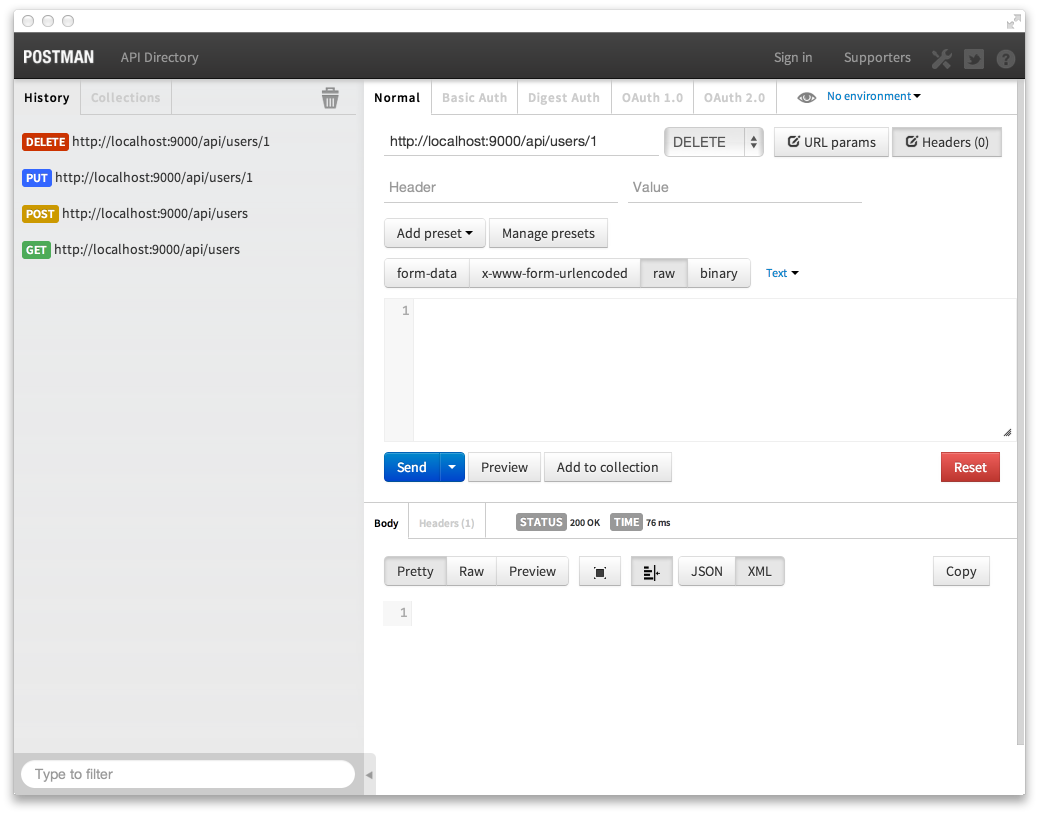 POSTMAN API Directory Sign in Supporters ?
History Collections
DELETE http://localhost:9000/api/users/1
PUT http://localhost:9000/api/users/1
POST http://localhost:9000/api/users
GET http://localhost:9000/api/users
Type to filter
Normal Basic Auth Digest Auth OAuth 1.0 OAuth 2.0 No environment
http://localhost:9000/api/users/1 DELETE URL params Headers (0)
Header Value
Add preset Manage presets
form-data x-www-form-urlencoded raw binary Text
1
Send Preview Add to collection Reset
Body Headers (1) STATUS 200 OK TIME 76 ms
Pretty Raw Preview JSON XML Copy
1